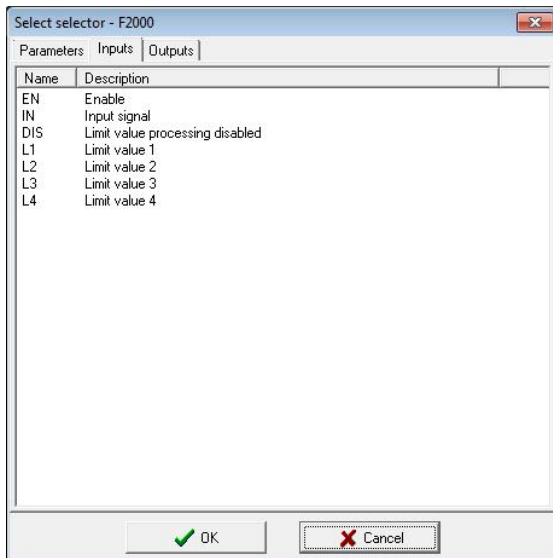 Select selector - F2000
Parameters Inputs Outputs
Name Description
EN Enable
IN Input signal
DIS Limit value processing disabled
L1 Limit value 1
L2 Limit value 2
L3 Limit value 3
L4 Limit value 4
OK Cancel